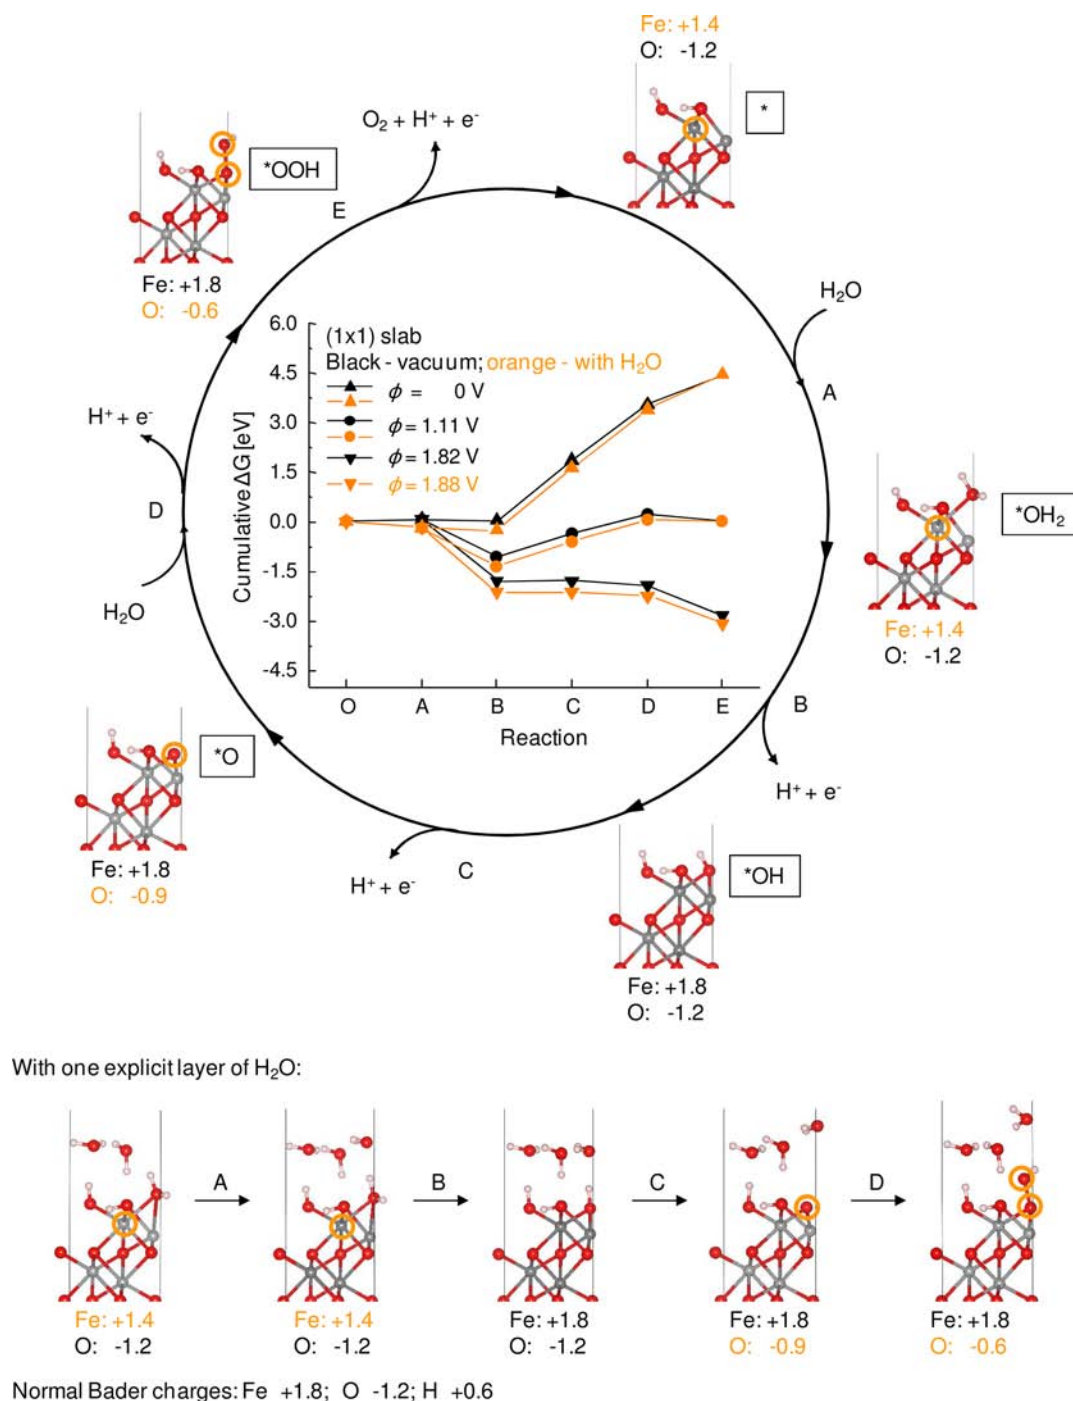 Fe: +1.4
O: -1.2
*
O₂ + H⁺ + e⁻
*OOH
E
Fe: +1.8
O: -0.6
H₂O
A
(1x1) slab
Black - vacuum; orange - with H₂O
ϕ = 0 V
ϕ = 1.11 V
ϕ = 1.82 V
ϕ = 1.88 V
6.0
4.5
3.0
1.5
0.0
-1.5
-3.0
-4.5
Cumulative ΔG [eV]
O A B C D E
Reaction
H⁺ + e⁻
D
H₂O
*OH₂
Fe: +1.4
O: -1.2
B
H⁺ + e⁻
*O
Fe: +1.8
O: -0.9
H⁺ + e⁻
C
*OH
Fe: +1.8
O: -1.2
With one explicit layer of H₂O:
A B C D
Fe: +1.4 Fe: +1.4 Fe: +1.8 Fe: +1.8 Fe: +1.8
O: -1.2 O: -1.2 O: -1.2 O: -0.9 O: -0.6
Normal Bader charges: Fe +1.8; O -1.2; H +0.6